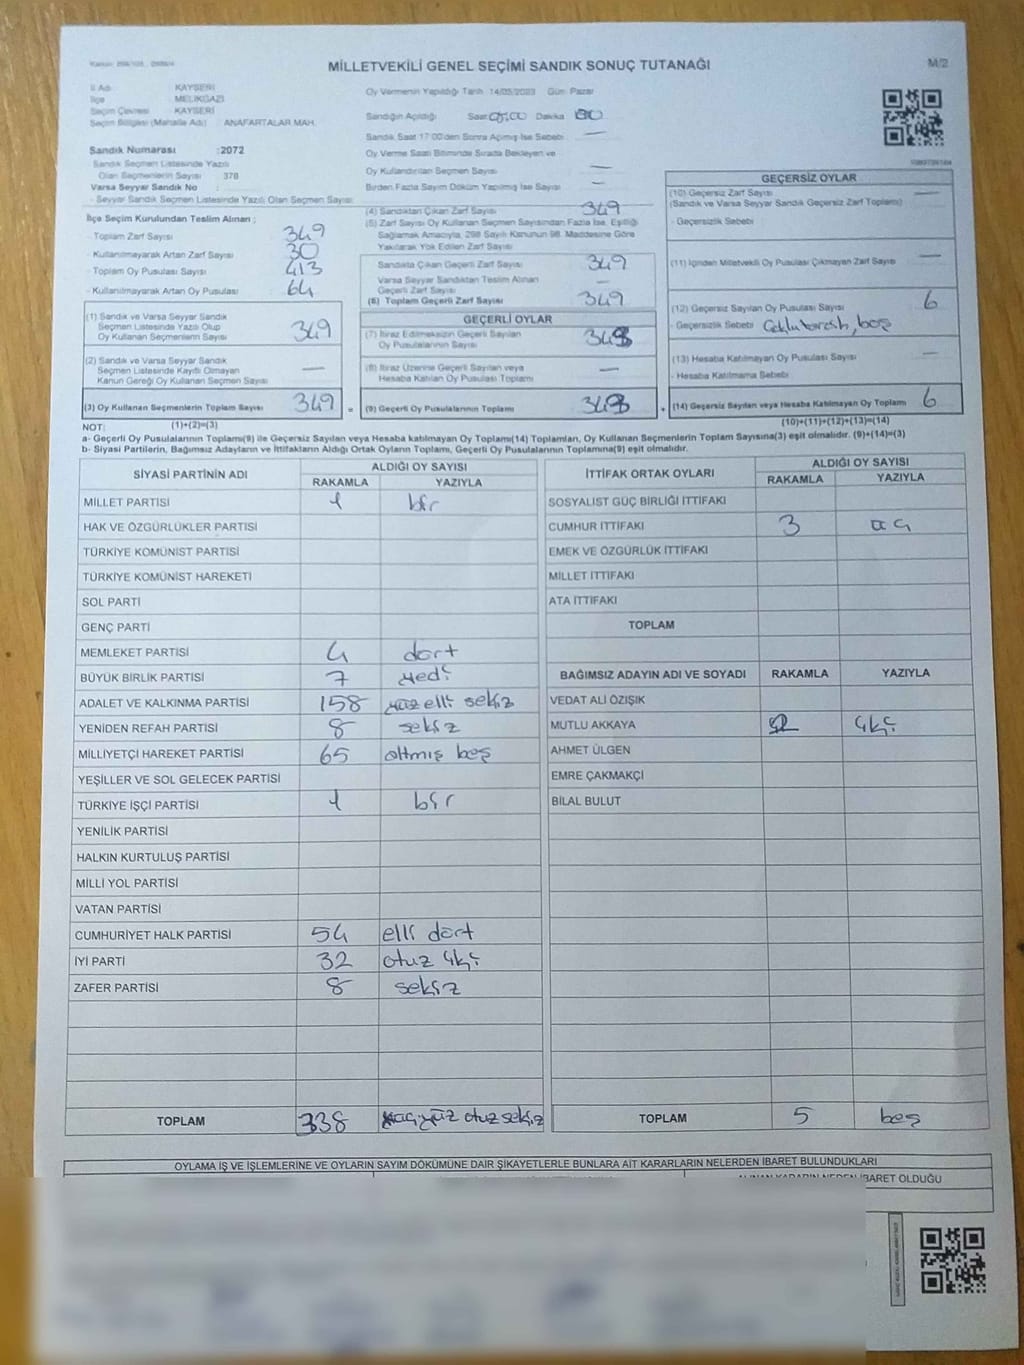 MİLLETVEKİLİ GENEL SEÇİMİ SANDIK SONUÇ TUTANAĞI
M/2
İl Adı : KAYSERİ
İlçe : MELİKGAZİ
Seçim Çevresi : KAYSERİ
Seçim Bölgesi (Mahalle Adı) : ANAFARTALAR MAH.
Sandık Numarası : 2072
Sandık Seçmen Listesinde Yazılı
Olan Seçmenlerin Sayısı : 378
Varsa Seyyar Sandık No :
- Seyyar Sandık Seçmen Listesinde Yazılı Olan Seçmen Sayısı:
İlçe Seçim Kurulundan Teslim Alınan ;
- Toplam Zarf Sayısı 349
- Kullanılmayarak Artan Zarf Sayısı 30
- Toplam Oy Pusulası Sayısı 413
- Kullanılmayarak Artan Oy Pusulası 64
(1) Sandık ve Varsa Seyyar Sandık
Seçmen Listesinde Yazılı Olup
Oy Kullanan Seçmenlerin Sayısı 349
(2) Sandık ve Varsa Seyyar Sandık
Seçmen Listesinde Kayıtlı Olmayan
Kanun Gereği Oy Kullanan Seçmen Sayısı —
(3) Oy Kullanan Seçmenlerin Toplam Sayısı 349 =
Oy Vermenin Yapıldığı Tarih 14/05/2023 Gün: Pazar
Sandığın Açıldığı Saat Dakika
Sandık Saat 17:00'den Sonra Açılmış İse Sebebi —
Oy Verme Saati Bitiminde Sırada Bekleyen ve
Oy Kullandırılan Seçmen Sayısı —
Birden Fazla Sayım Döküm Yapılmış İse Sayısı —
(4) Sandıktan Çıkan Zarf Sayısı 349
(5) Zarf Sayısı Oy Kullanan Seçmen Sayısından Fazla İse, Eşitliği
Sağlamak Amacıyla, 298 Sayılı Kanunun 98. Maddesine Göre
Yakılarak Yok Edilen Zarf Sayısı
Sandıkta Çıkan Geçerli Zarf Sayısı 349
Varsa Seyyar Sandıktan Teslim Alınan
Geçerli Zarf Sayısı —
(6) Toplam Geçerli Zarf Sayısı 349
GEÇERLİ OYLAR
(7) İtiraz Edilmeksizin Geçerli Sayılan
Oy Pusulalarının Sayısı 343
(8) İtiraz Üzerine Geçerli Sayılan veya
Hesaba Katılan Oy Pusulası Toplamı —
(9) Geçerli Oy Pusulalarının Toplamı 343 +
GEÇERSİZ OYLAR
(10) Geçersiz Zarf Sayısı —
(Sandık ve Varsa Seyyar Sandık Geçersiz Zarf Toplamı)
- Geçersizlik Sebebi
(11) İçinden Milletvekili Oy Pusulası Çıkmayan Zarf Sayısı —
(12) Geçersiz Sayılan Oy Pusulası Sayısı 6
- Geçersizlik Sebebi boş
(13) Hesaba Katılmayan Oy Pusulası Sayısı —
- Hesaba Katılmama Sebebi
(14) Geçersiz Sayılan veya Hesaba Katılmayan Oy Toplamı 6
NOT: (1)+(2)=(3) (10)+(11)+(12)+(13)=(14)
a- Geçerli Oy Pusulalarının Toplamı(9) ile Geçersiz Sayılan veya Hesaba katılmayan Oy Toplamı(14) Toplamları, Oy Kullanan Seçmenlerin Toplam Sayısına(3) eşit olmalıdır. (9)+(14)=(3)
b- Siyasi Partilerin, Bağımsız Adayların ve İttifakların Aldığı Ortak Oyların Toplamı, Geçerli Oy Pusulalarının Toplamına(9) eşit olmalıdır.
SİYASİ PARTİNİN ADI ALDIĞI OY SAYISI
RAKAMLA YAZIYLA
MİLLET PARTİSİ 1 bir
HAK VE ÖZGÜRLÜKLER PARTİSİ
TÜRKİYE KOMÜNİST PARTİSİ
TÜRKİYE KOMÜNİST HAREKETİ
SOL PARTİ
GENÇ PARTİ
MEMLEKET PARTİSİ 4 dört
BÜYÜK BİRLİK PARTİSİ 7 yedi
ADALET VE KALKINMA PARTİSİ 158 yüz elli sekiz
YENİDEN REFAH PARTİSİ 8 sekiz
MİLLİYETÇİ HAREKET PARTİSİ 65 altmış beş
YEŞİLLER VE SOL GELECEK PARTİSİ
TÜRKİYE İŞÇİ PARTİSİ 1 bir
YENİLİK PARTİSİ
HALKIN KURTULUŞ PARTİSİ
MİLLİ YOL PARTİSİ
VATAN PARTİSİ
CUMHURİYET HALK PARTİSİ 54 elli dört
İYİ PARTİ 32 otuz iki
ZAFER PARTİSİ 8 sekiz
TOPLAM 338 üçyüz otuz sekiz
İTTİFAK ORTAK OYLARI ALDIĞI OY SAYISI
RAKAMLA YAZIYLA
SOSYALİST GÜÇ BİRLİĞİ İTTİFAKI
CUMHUR İTTİFAKI 3 üç
EMEK VE ÖZGÜRLÜK İTTİFAKI
MİLLET İTTİFAKI
ATA İTTİFAKI
TOPLAM
BAĞIMSIZ ADAYIN ADI VE SOYADI RAKAMLA YAZIYLA
VEDAT ALİ ÖZIŞIK
MUTLU AKKAYA 2 iki
AHMET ÜLGEN
EMRE ÇAKMAKÇİ
BİLAL BULUT
TOPLAM 5 beş
OYLAMA İŞ VE İŞLEMLERİNE VE OYLARIN SAYIM DÖKÜMÜNE DAİR ŞİKAYETLERLE BUNLARA AİT KARARLARIN NELERDEN İBARET BULUNDUKLARI
İBARET OLDUĞU